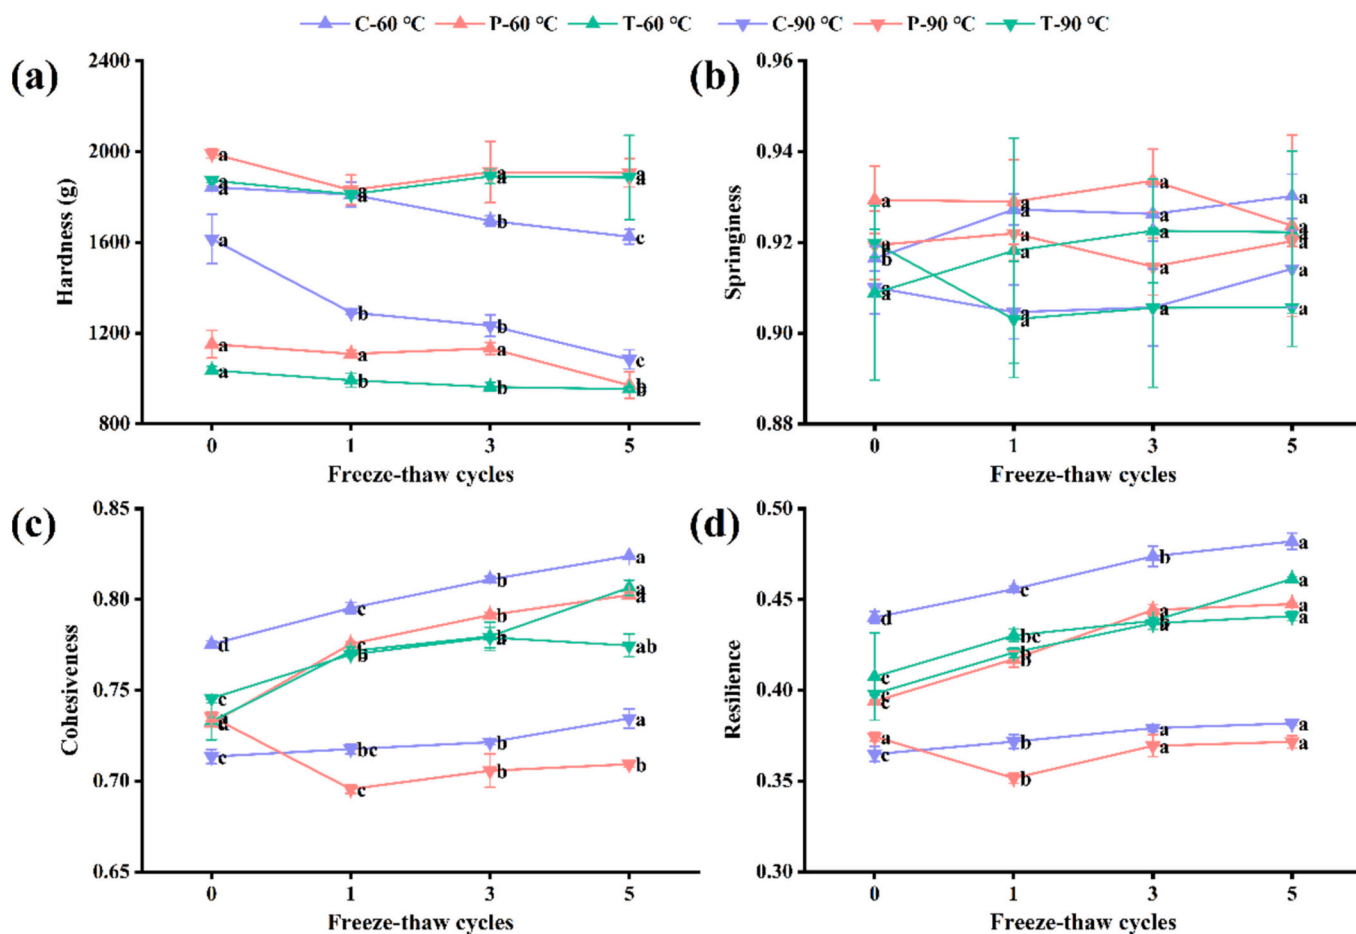 C-60 °C P-60 °C T-60 °C C-90 °C P-90 °C T-90 °C
(a)
Hardness (g)
2400
2000
1600
1200
800
a a b c
a a a a
a a a a
a b b c
a a a b
a b b b
0 1 3 5
Freeze-thaw cycles
(b)
Springiness
0.96
0.94
0.92
0.90
0.88
a a a a
a a a a
b a a a
a a a a
a a a a
0 1 3 5
Freeze-thaw cycles
(c)
Cohesiveness
0.85
0.80
0.75
0.70
0.65
d c b a
c b a ab
c b a
c bc b a
c b b
0 1 3 5
Freeze-thaw cycles
(d)
Resilience
0.50
0.45
0.40
0.35
0.30
d c b a
c bc a a
c b a a
c b a
a b a a
c b a
0 1 3 5
Freeze-thaw cycles